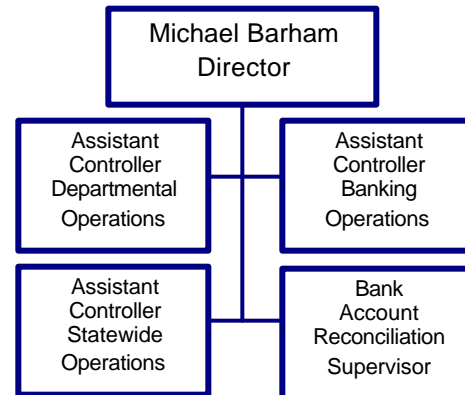 Michael Barham
Director
Assistant
Controller
Departmental
Operations
Assistant
Controller
Banking
Operations
Assistant
Controller
Statewide
Operations
Bank
Account
Reconciliation
Supervisor